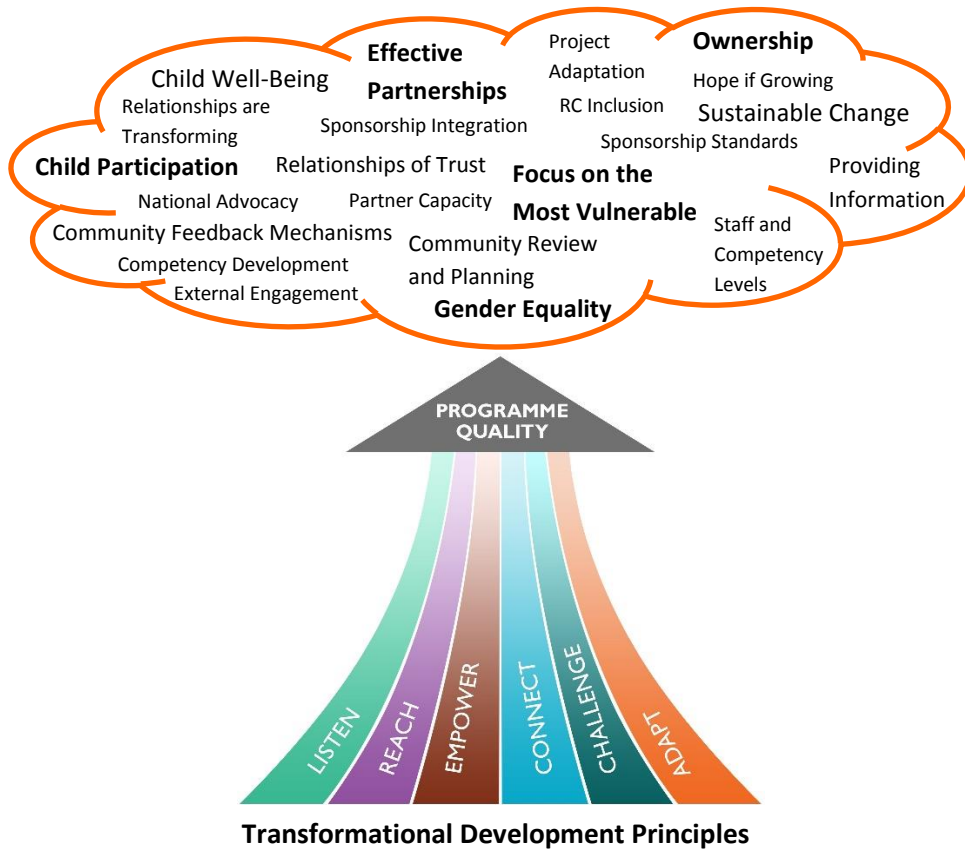 Effective
Partnerships
Project
Adaptation
Ownership
Child Well-Being
Hope if Growing
Relationships are
Transforming
RC Inclusion
Sustainable Change
Sponsorship Integration
Sponsorship Standards
Child Participation
Relationships of Trust
Focus on the
Most Vulnerable
Providing
Information
National Advocacy
Partner Capacity
Community Feedback Mechanisms
Community Review
and Planning
Staff and
Competency
Levels
Competency Development
External Engagement
Gender Equality
PROGRAMME
QUALITY
LISTEN
REACH
EMPOWER
CONNECT
CHALLENGE
ADAPT
Transformational Development Principles